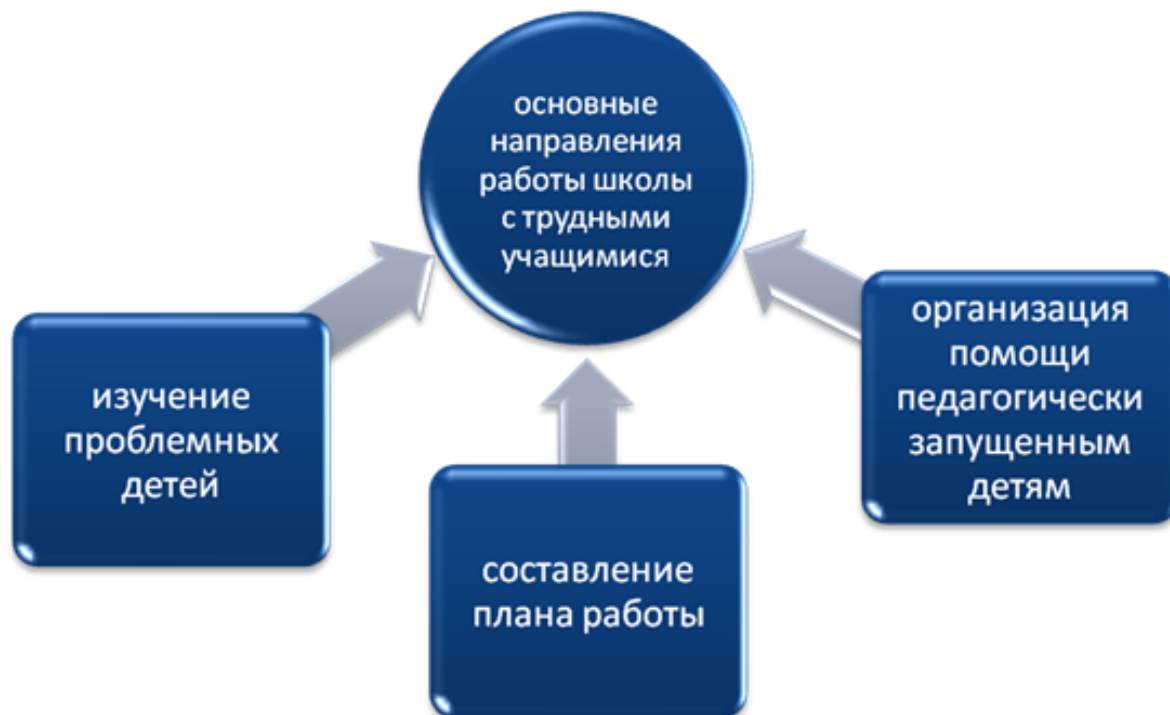 основные
направления
работы школы
с трудными
учащимися
изучение
проблемных
детей
составление
плана работы
организация
помощи
педагогически
запущенным
детям